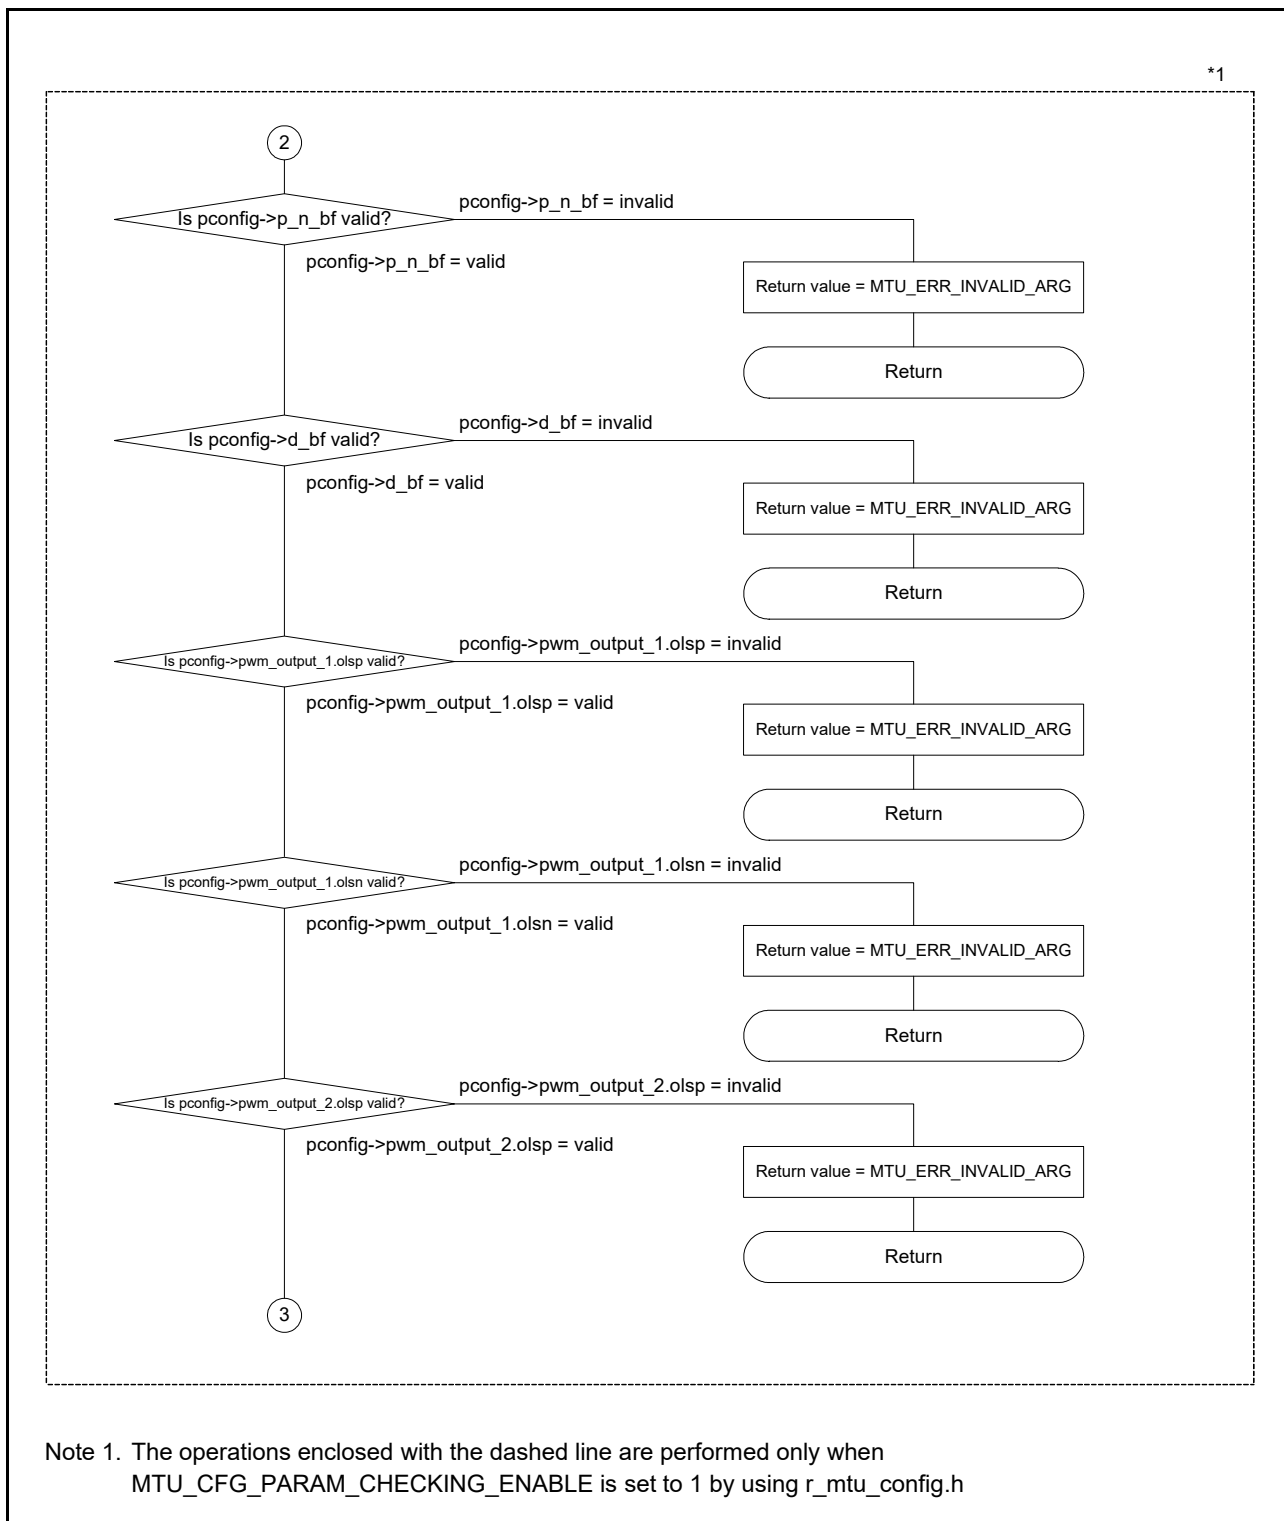 *1
2
Is pconfig->p_n_bf valid?
pconfig->p_n_bf = invalid
pconfig->p_n_bf = valid
Return value = MTU_ERR_INVALID_ARG
Return
Is pconfig->d_bf valid?
pconfig->d_bf = invalid
pconfig->d_bf = valid
Return value = MTU_ERR_INVALID_ARG
Return
Is pconfig->pwm_output_1.olsp valid?
pconfig->pwm_output_1.olsp = invalid
pconfig->pwm_output_1.olsp = valid
Return value = MTU_ERR_INVALID_ARG
Return
Is pconfig->pwm_output_1.olsn valid?
pconfig->pwm_output_1.olsn = invalid
pconfig->pwm_output_1.olsn = valid
Return value = MTU_ERR_INVALID_ARG
Return
Is pconfig->pwm_output_2.olsp valid?
pconfig->pwm_output_2.olsp = invalid
pconfig->pwm_output_2.olsp = valid
Return value = MTU_ERR_INVALID_ARG
Return
3
Note 1. The operations enclosed with the dashed line are performed only when
MTU_CFG_PARAM_CHECKING_ENABLE is set to 1 by using r_mtu_config.h